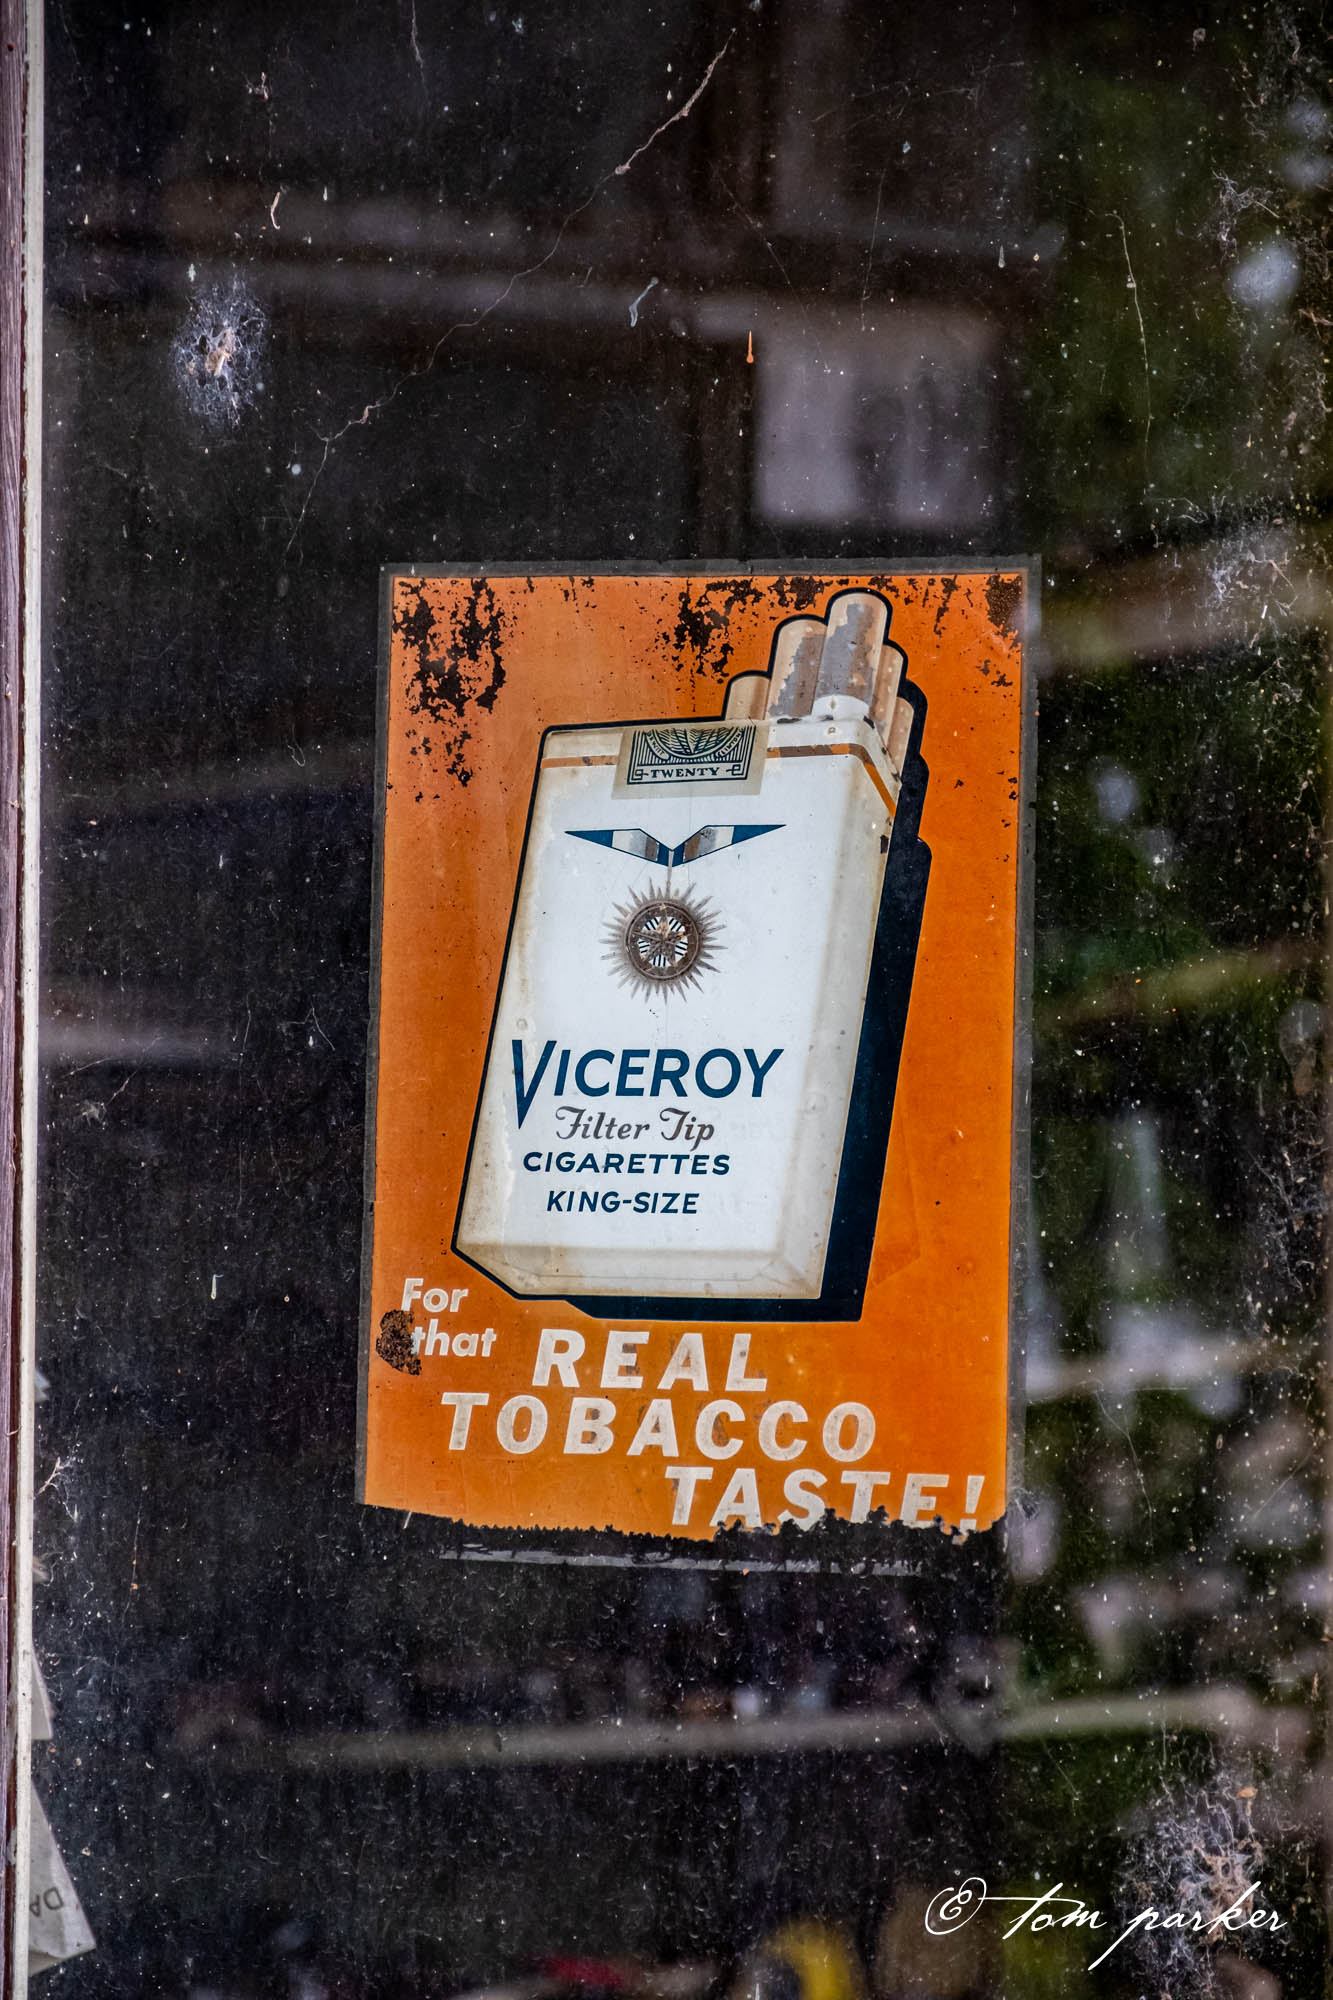 TWENTY
VICEROY
Filter Tip
CIGARETTES
KING-SIZE
For
that REAL
TOBACCO
TASTE!
© tom parker